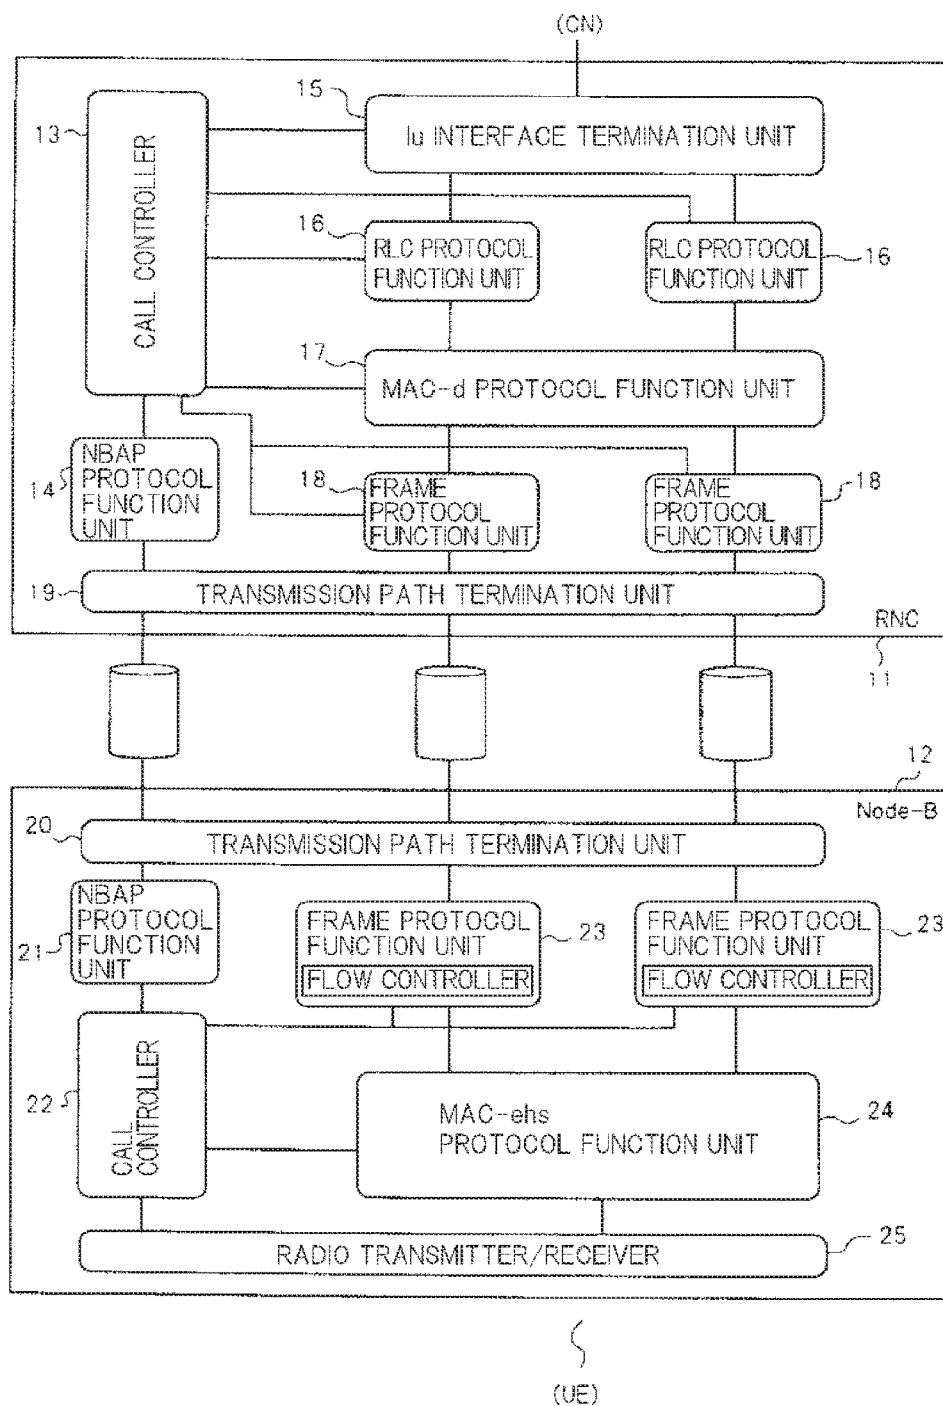 (CN)
15
13
CALL CONTROLLER
Iu INTERFACE TERMINATION UNIT
16
RLC PROTOCOL
FUNCTION UNIT
RLC PROTOCOL
FUNCTION UNIT
16
17
MAC-d PROTOCOL FUNCTION UNIT
14
NBAP
PROTOCOL
FUNCTION
UNIT
18
FRAME
PROTOCOL
FUNCTION UNIT
FRAME
PROTOCOL
FUNCTION UNIT
18
19
TRANSMISSION PATH TERMINATION UNIT
RNC
11
12
Node-B
20
TRANSMISSION PATH TERMINATION UNIT
21
NBAP
PROTOCOL
FUNCTION
UNIT
FRAME PROTOCOL
FUNCTION UNIT
FLOW CONTROLLER
23
FRAME PROTOCOL
FUNCTION UNIT
FLOW CONTROLLER
23
22
CALL
CONTROLLER
MAC-ehs
PROTOCOL FUNCTION UNIT
24
RADIO TRANSMITTER/RECEIVER
25
(UE)